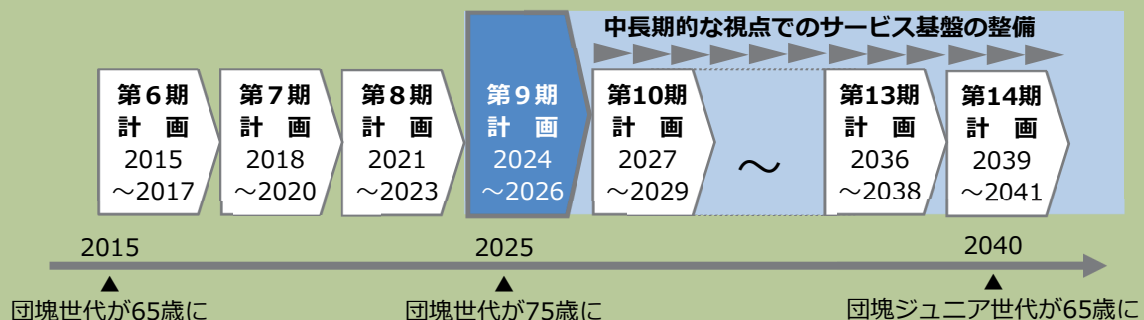 中長期的な視点でのサービス基盤の整備
第６期
計　画
2015
～2017
第７期
計　画
2018
～2020
第８期
計　画
2021
～2023
第９期
計　画
2024
～2026
第10期
計　画
2027
～2029
～
第13期
計　画
2036
～2038
第14期
計　画
2039
～2041
2015
2025
2040
▲
▲
▲
団塊世代が65歳に
団塊世代が75歳に
団塊ジュニア世代が65歳に